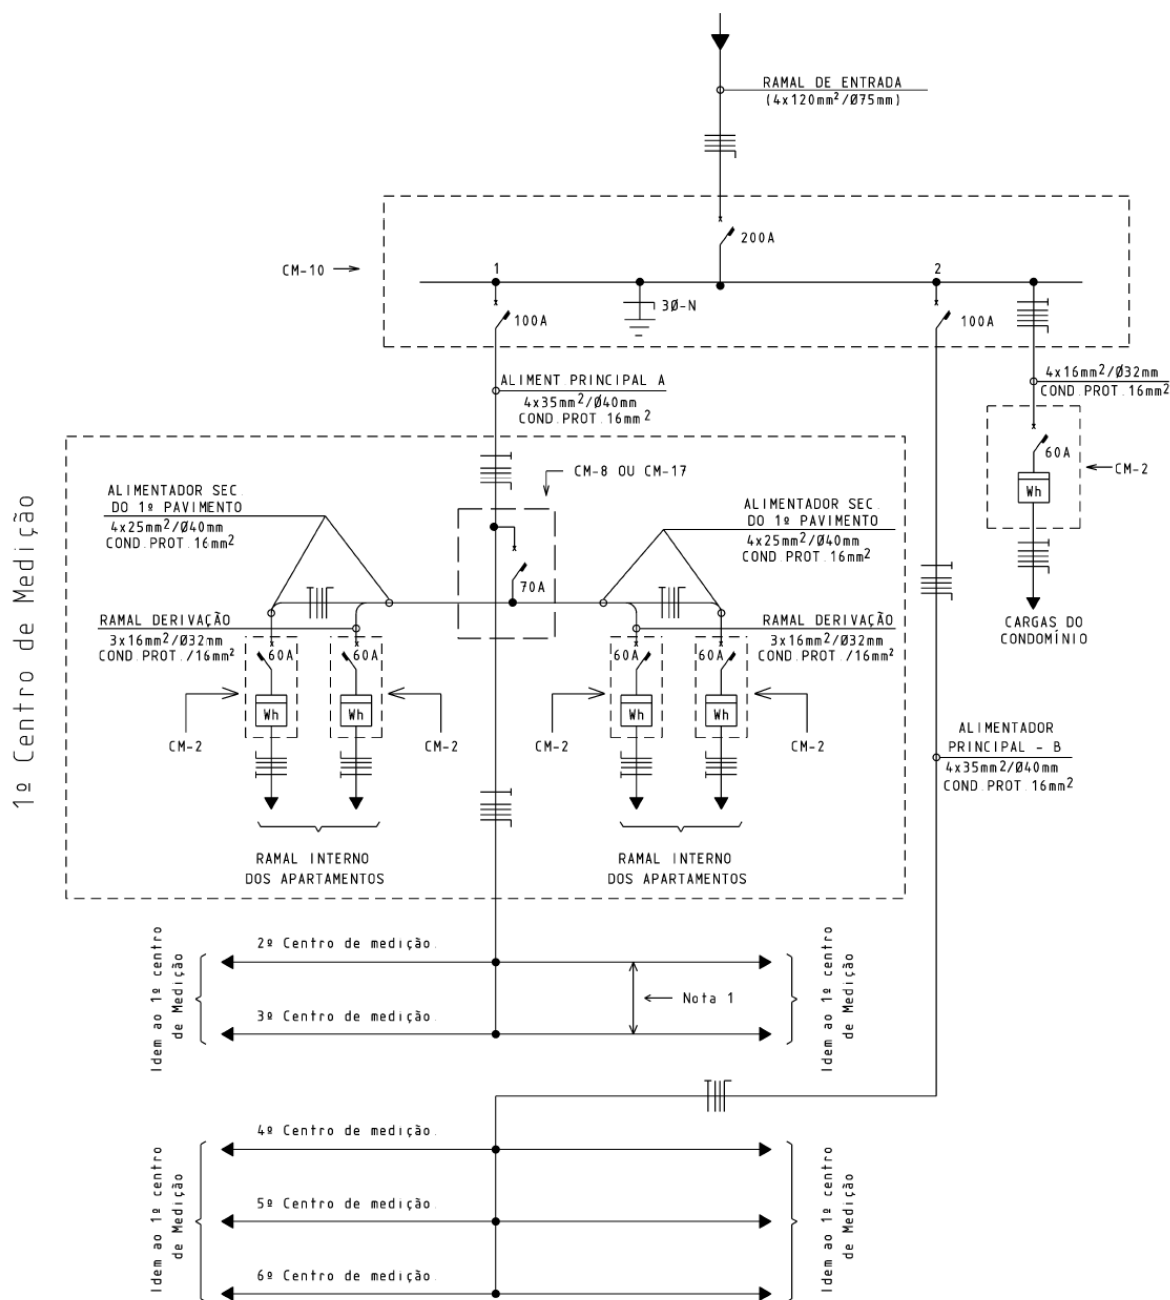 RAMAL DE ENTRADA
(4x120mm²/Ø75mm)
200A
CM-10
1
2
3Ø-N
100A
100A
ALIMENT.PRINCIPAL A
4x35mm²/Ø40mm
COND.PROT.16mm²
4x16mm²/Ø32mm
COND.PROT.16mm²
60A
CM-2
Wh
CARGAS DO
CONDOMÍNIO
1º Centro de Medição
CM-8 OU CM-17
ALIMENTADOR SEC.
DO 1º PAVIMENTO
4x25mm²/Ø40mm
COND.PROT.16mm²
ALIMENTADOR SEC.
DO 1º PAVIMENTO
4x25mm²/Ø40mm
COND.PROT.16mm²
70A
RAMAL DERIVAÇÃO
3x16mm²/Ø32mm
COND.PROT./16mm²
RAMAL DERIVAÇÃO
3x16mm²/Ø32mm
COND.PROT./16mm²
60A
60A
60A
60A
Wh
Wh
Wh
Wh
CM-2
CM-2
CM-2
CM-2
ALIMENTADOR
PRINCIPAL - B
4x35mm²/Ø40mm
COND.PROT.16mm²
RAMAL INTERNO
DOS APARTAMENTOS
RAMAL INTERNO
DOS APARTAMENTOS
Idem ao 1º centro
de Medição
2º Centro de medição.
3º Centro de medição.
Nota 1
Idem ao 1º centro
de Medição
Idem ao 1º centro
de Medição
4º Centro de medição.
5º Centro de medição.
6º Centro de medição.
Idem ao 1º centro
de Medição